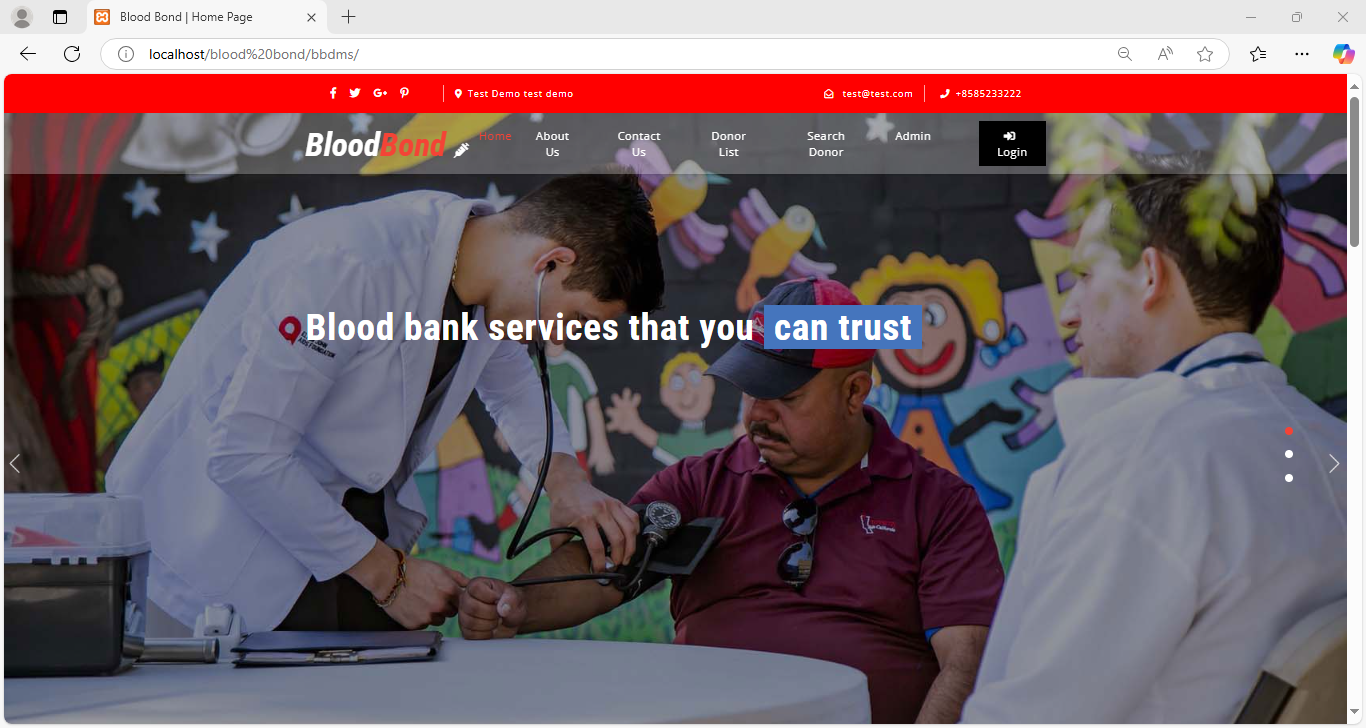 Blood Bond | Home Page
localhost/blood%20bond/bbdms/
Test Demo test demo
test@test.com
+8585233222
BloodBond
Home
About Us
Contact Us
Donor List
Search Donor
Admin
Login
Blood bank services that you can trust